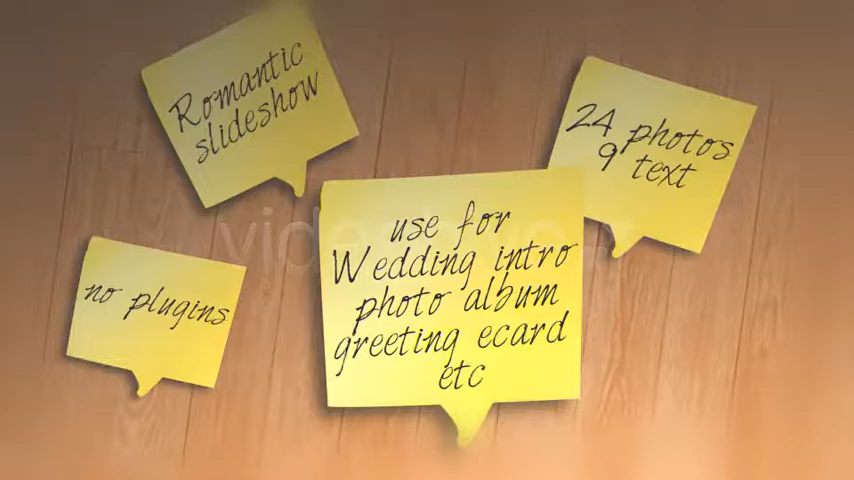 Romantic
slideshow
24 photos
9 text
use for
Wedding intro
photo album
greeting ecard
etc
no plugins